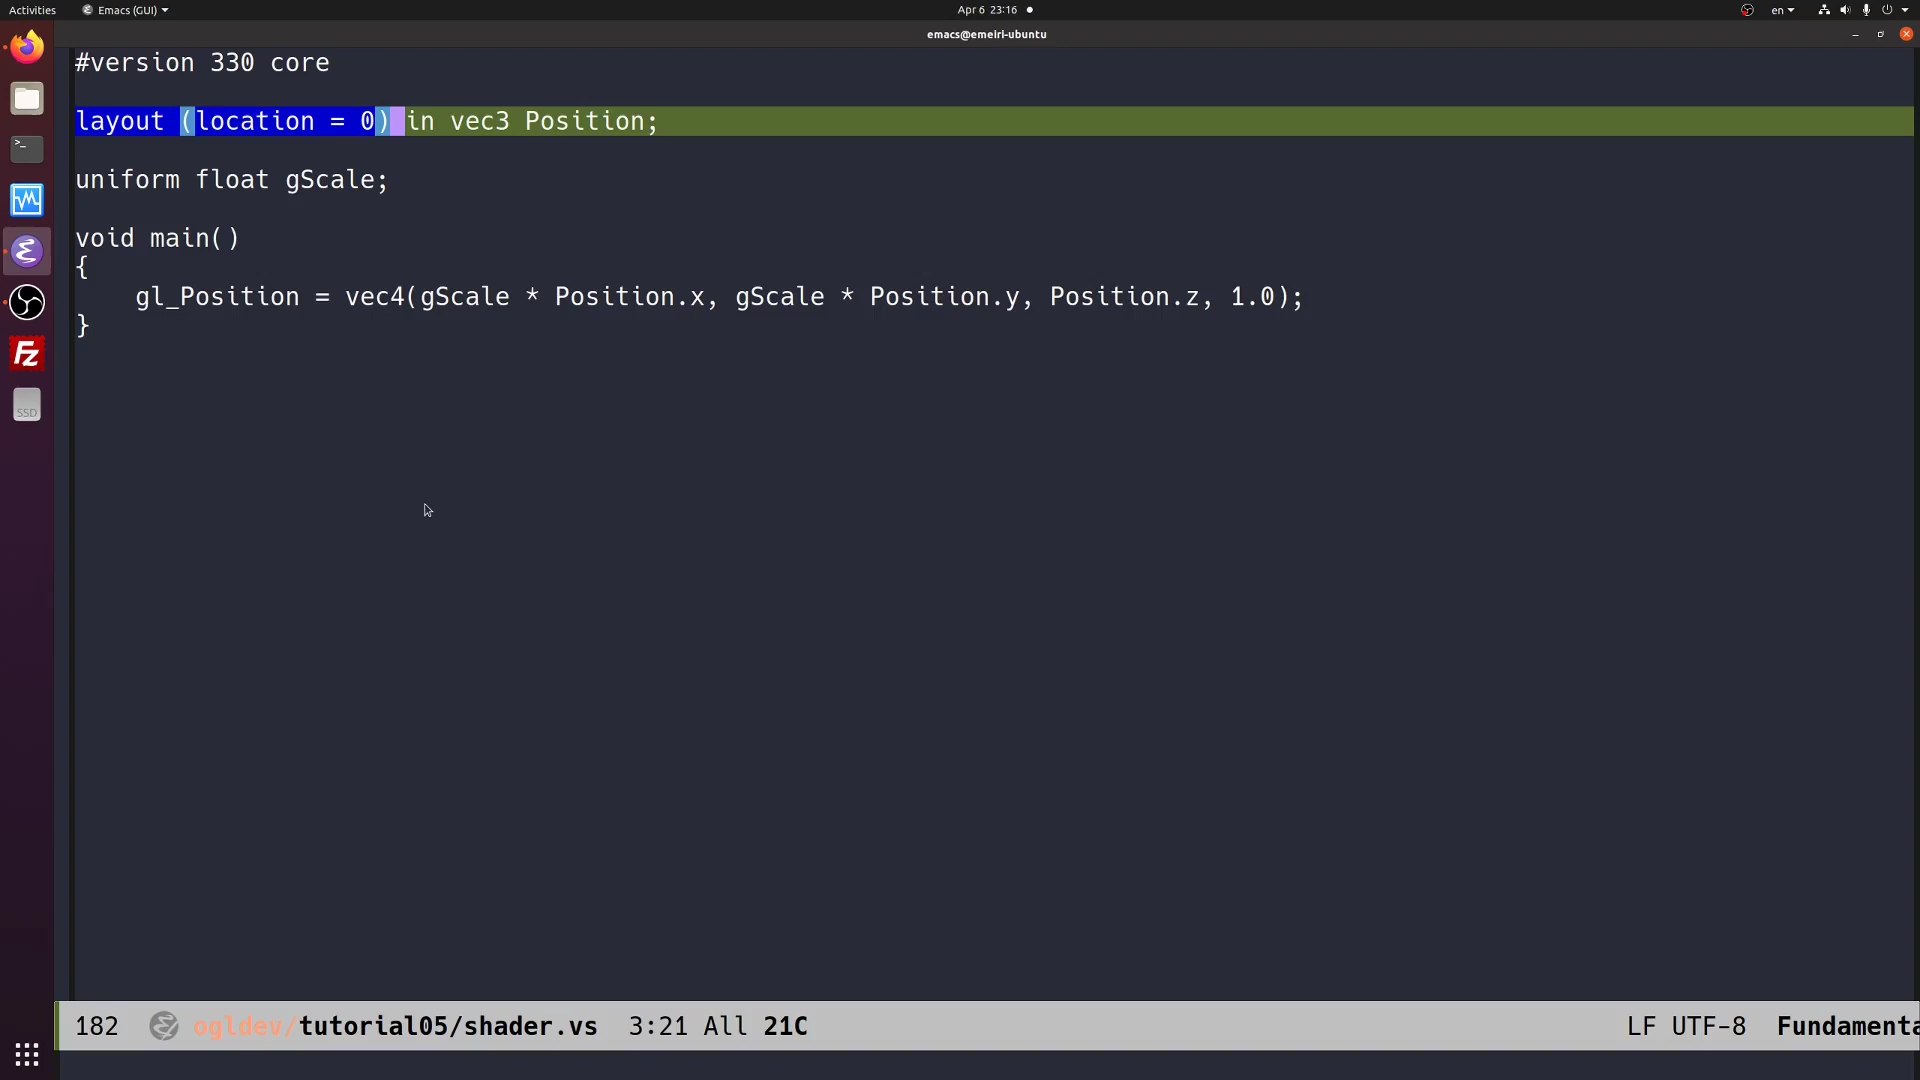 Activities Emacs (GUI) Apr 6 23:16 en
emacs@emeiri-ubuntu
#version 330 core
layout (location = 0) in vec3 Position;
uniform float gScale;
void main()
{
    gl_Position = vec4(gScale * Position.x, gScale * Position.y, Position.z, 1.0);
}
>_
Fz
SSD
182 ogldev/tutorial05/shader.vs 3:21 All 21C LF UTF-8 Fundamenta